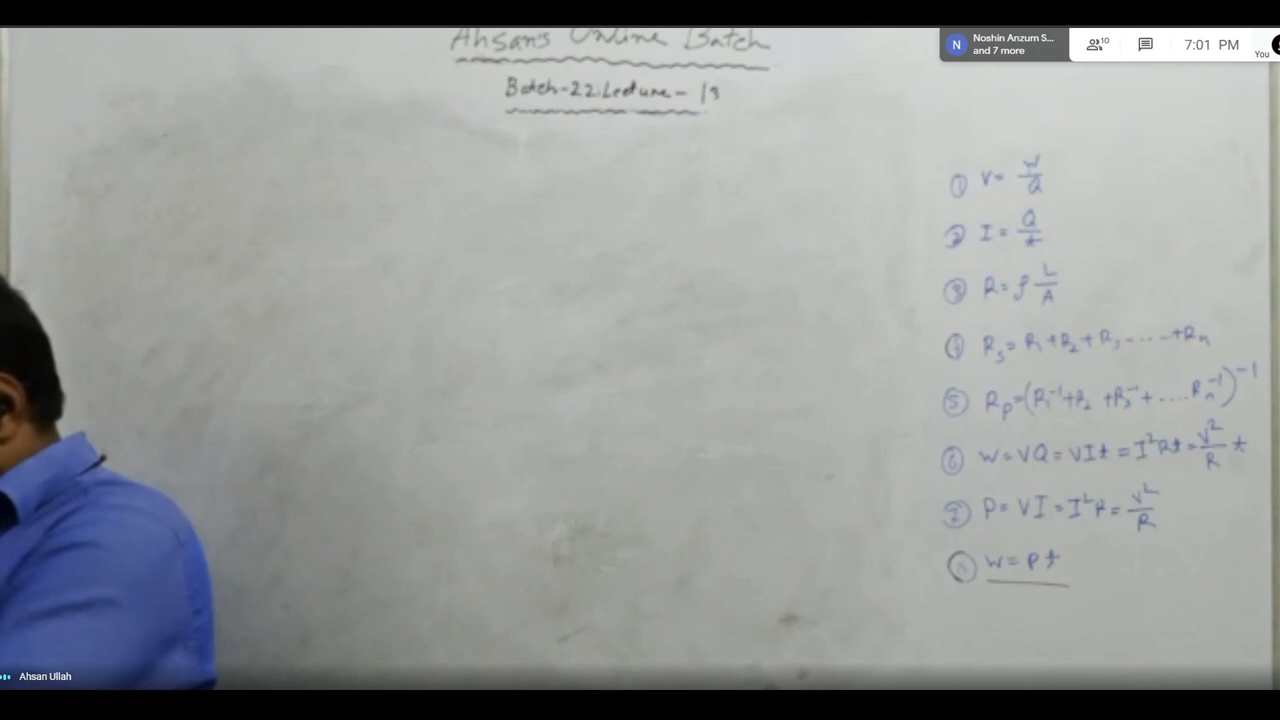 Ahsan's Online Batch
Batch-22 Lecture - 19
Noshin Anzum S...
and 7 more
N
10
7:01 PM
You
① V = W/Q
② I = Q/t
③ R = ρ L/A
④ Rs = R₁ + R₂ + R₃ ..... + Rn
⑤ Rp = (R₁⁻¹ + R₂ + R₃⁻¹ + .... Rn⁻¹)⁻¹
⑥ W = VQ = VIt = I²Rt = V²/R t
⑦ P = VI = I²R = V²/R
⑧ W = Pt
Ahsan Ullah